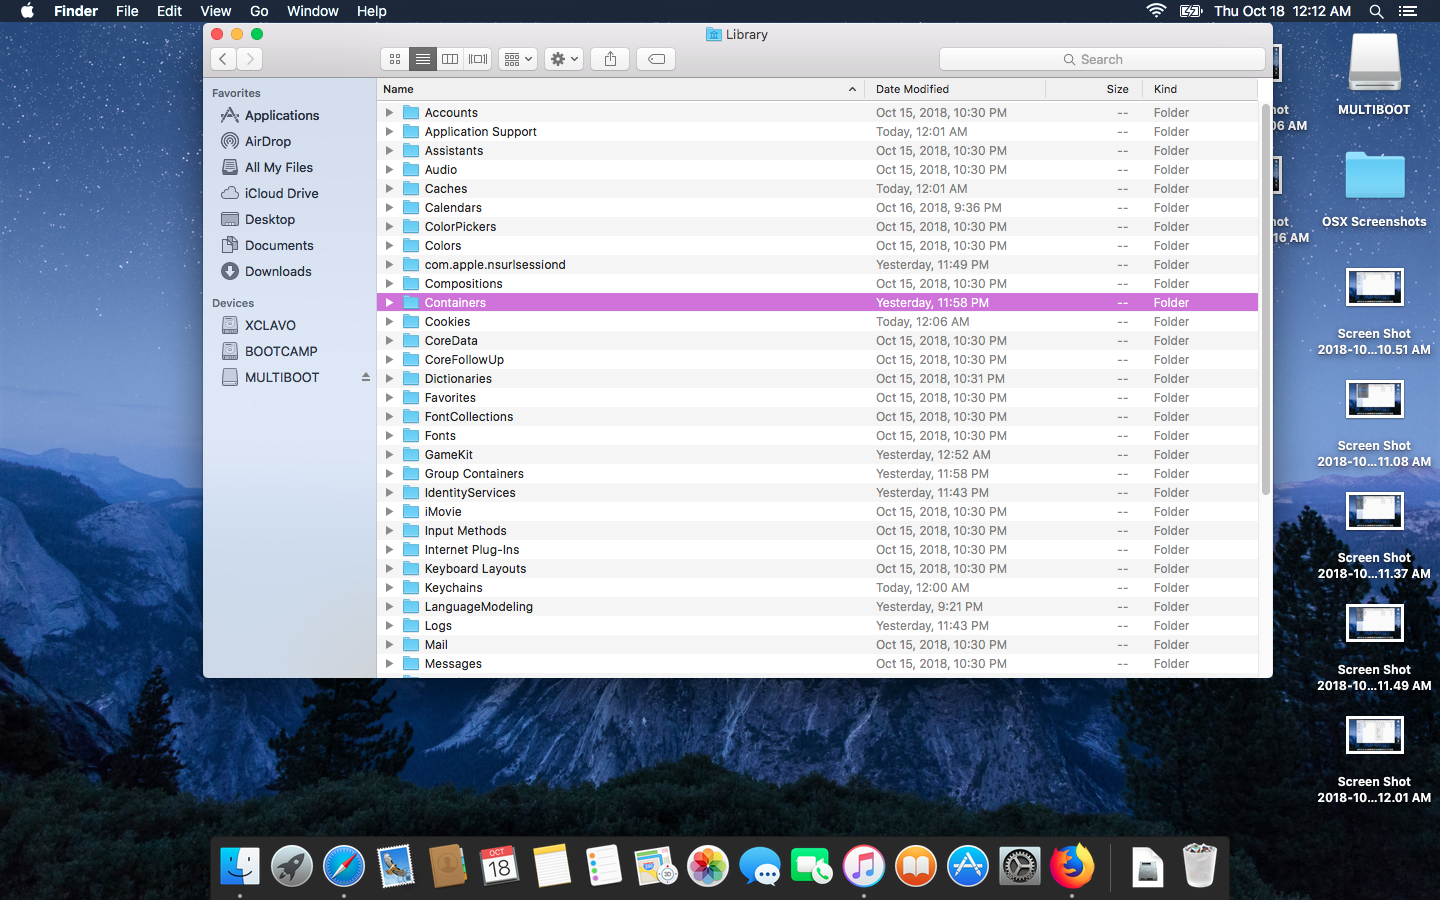 Finder File Edit View Go Window Help Thu Oct 18 12:12 AM
Library
Search
Favorites
Applications
AirDrop
All My Files
iCloud Drive
Desktop
Documents
Downloads
Devices
XCLAVO
BOOTCAMP
MULTIBOOT
Name Date Modified Size Kind
Accounts Oct 15, 2018, 10:30 PM -- Folder
Application Support Today, 12:01 AM -- Folder
Assistants Oct 15, 2018, 10:30 PM -- Folder
Audio Oct 15, 2018, 10:30 PM -- Folder
Caches Today, 12:01 AM -- Folder
Calendars Oct 16, 2018, 9:36 PM -- Folder
ColorPickers Oct 15, 2018, 10:30 PM -- Folder
Colors Oct 15, 2018, 10:30 PM -- Folder
com.apple.nsurlsessiond Yesterday, 11:49 PM -- Folder
Compositions Oct 15, 2018, 10:30 PM -- Folder
Containers Yesterday, 11:58 PM -- Folder
Cookies Today, 12:06 AM -- Folder
CoreData Oct 15, 2018, 10:30 PM -- Folder
CoreFollowUp Oct 15, 2018, 10:30 PM -- Folder
Dictionaries Oct 15, 2018, 10:31 PM -- Folder
Favorites Oct 15, 2018, 10:30 PM -- Folder
FontCollections Oct 15, 2018, 10:30 PM -- Folder
Fonts Oct 15, 2018, 10:30 PM -- Folder
GameKit Yesterday, 12:52 AM -- Folder
Group Containers Yesterday, 11:58 PM -- Folder
IdentityServices Yesterday, 11:43 PM -- Folder
iMovie Oct 15, 2018, 10:30 PM -- Folder
Input Methods Oct 15, 2018, 10:30 PM -- Folder
Internet Plug-Ins Oct 15, 2018, 10:30 PM -- Folder
Keyboard Layouts Oct 15, 2018, 10:30 PM -- Folder
Keychains Today, 12:00 AM -- Folder
LanguageModeling Yesterday, 9:21 PM -- Folder
Logs Yesterday, 11:43 PM -- Folder
Mail Oct 15, 2018, 10:30 PM -- Folder
Messages Oct 15, 2018, 10:30 PM -- Folder
MULTIBOOT
OSX Screenshots
Screen Shot
2018-10...10.51 AM
Screen Shot
2018-10...11.08 AM
Screen Shot
2018-10...11.37 AM
Screen Shot
2018-10...11.49 AM
Screen Shot
2018-10...12.01 AM
OCT
18